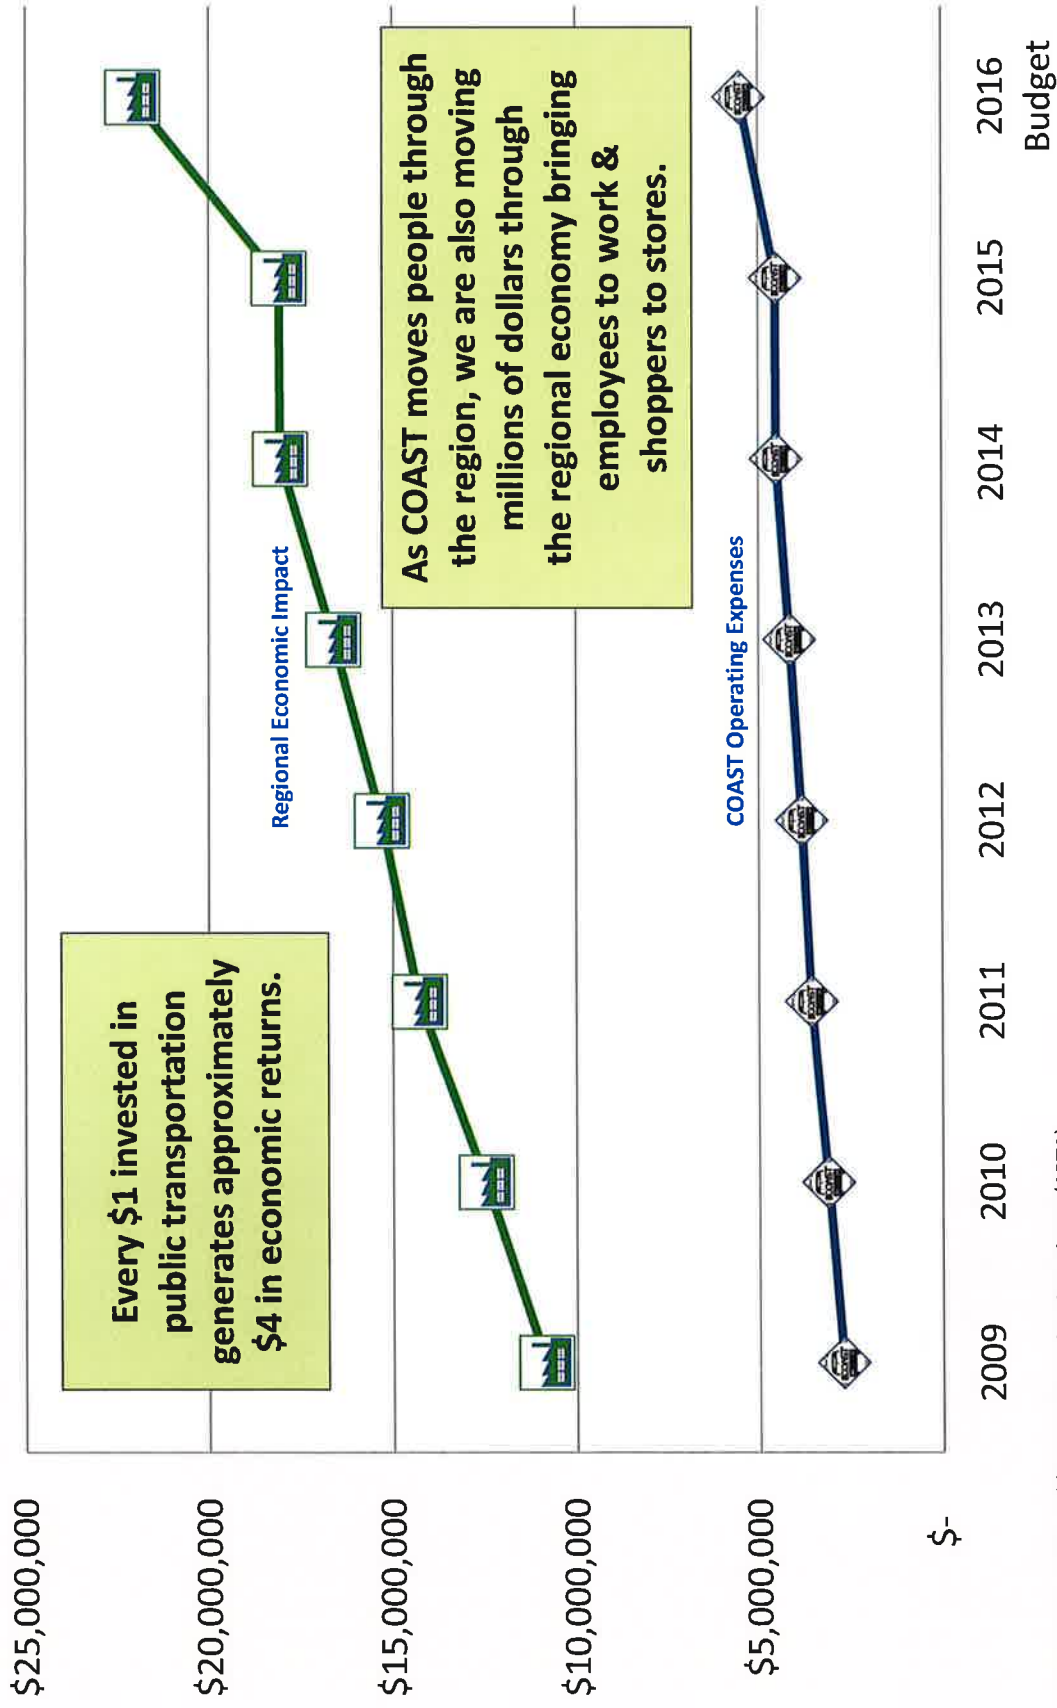 $25,000,000
$20,000,000
$15,000,000
$10,000,000
$5,000,000
$-
Every $1 invested in
public transportation
generates approximately
$4 in economic returns.
Regional Economic Impact
As COAST moves people through
the region, we are also moving
millions of dollars through
the regional economy bringing
employees to work &
shoppers to stores.
COAST Operating Expenses
2009
2010
2011
2012
2013
2014
2015
2016
Budget